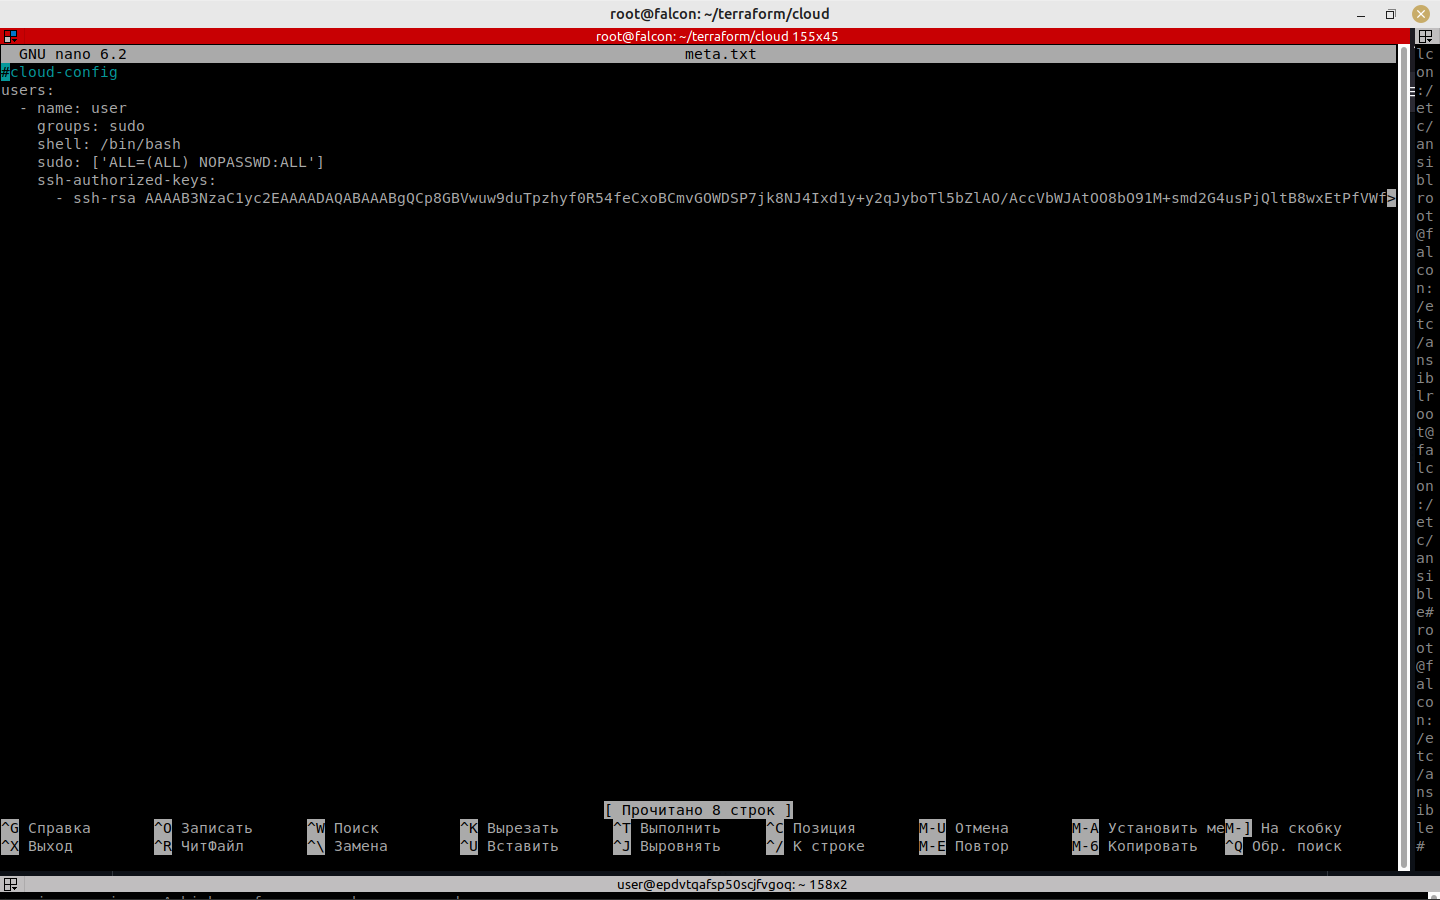 root@falcon: ~/terraform/cloud
root@falcon: ~/terraform/cloud 155x45
GNU nano 6.2 meta.txt
#cloud-config
users:
- name: user
groups: sudo
shell: /bin/bash
sudo: ['ALL=(ALL) NOPASSWD:ALL']
ssh-authorized-keys:
- ssh-rsa AAAAB3NzaC1yc2EAAAADAQABAAABgQCp8GBVwuw9duTpzhyf0R54feCxoBCmvGOWDSP7jk8NJ4Ixd1y+y2qJyboTl5bZlAO/AccVbWJAtOO8bO91M+smd2G4usPjQltB8wxEtPfVWf>
[ Прочитано 8 строк ]
^G Справка ^O Записать ^W Поиск ^K Вырезать ^T Выполнить ^C Позиция M-U Отмена M-A Установить ме M-] На скобку
^X Выход ^R ЧитФайл ^\ Замена ^U Вставить ^J Выровнять ^/ К строке M-E Повтор M-6 Копировать ^Q Обр. поиск
lc
on
:/
et
c/
an
si
bl
ro
ot
@f
al
co
n:
/e
tc
/a
ns
ib
lr
oo
t@
fa
lc
on
:/
et
c/
an
si
bl
e#
ro
ot
@f
al
co
n:
/e
tc
/a
ns
ib
le
#
user@epdvtqafsp50scjfvgoq: ~ 158x2